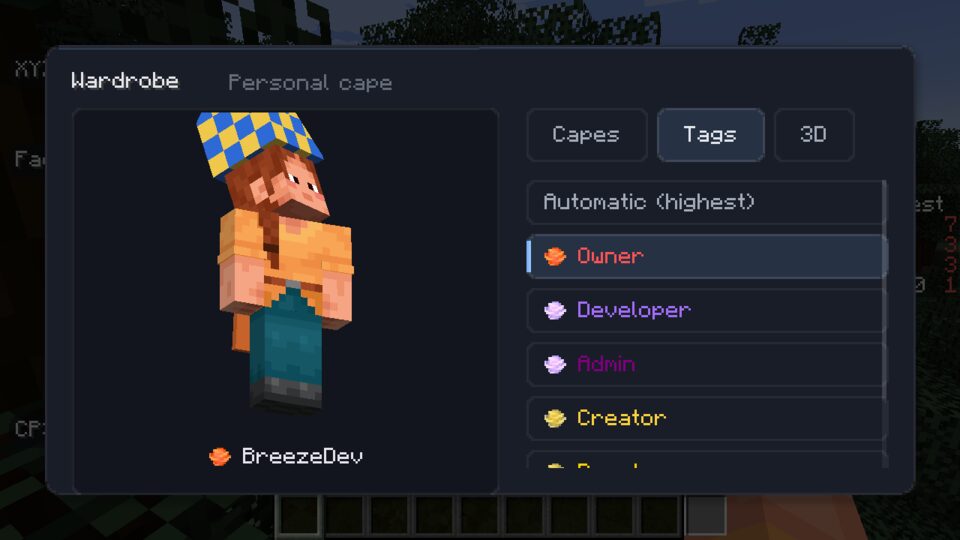 Wardrobe
Personal cape
Capes
Tags
3D
Automatic (highest)
Owner
Developer
Admin
Creator
BreezeDev